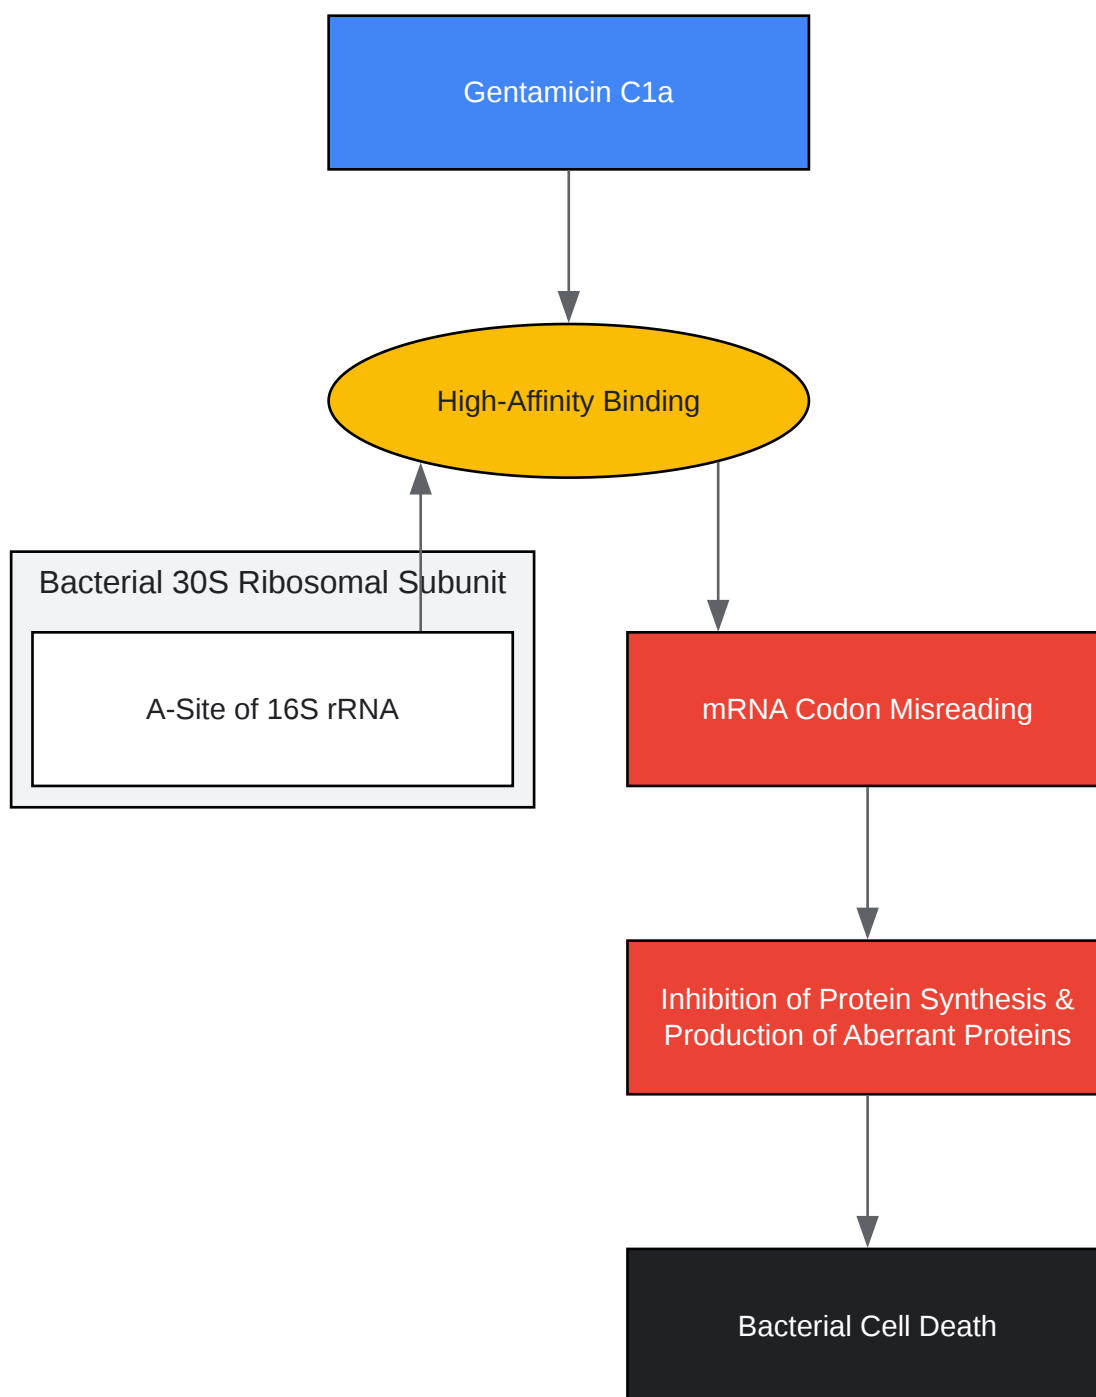 Gentamicin C1a
High-Affinity Binding
Bacterial 30S Ribosomal Subunit
A-Site of 16S rRNA
mRNA Codon Misreading
Inhibition of Protein Synthesis &
Production of Aberrant Proteins
Bacterial Cell Death